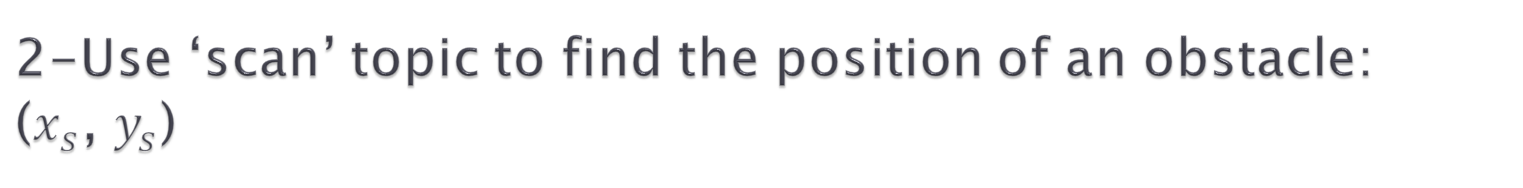 2-Use ‘scan’ topic to find the position of an obstacle:
(xₛ, yₛ)